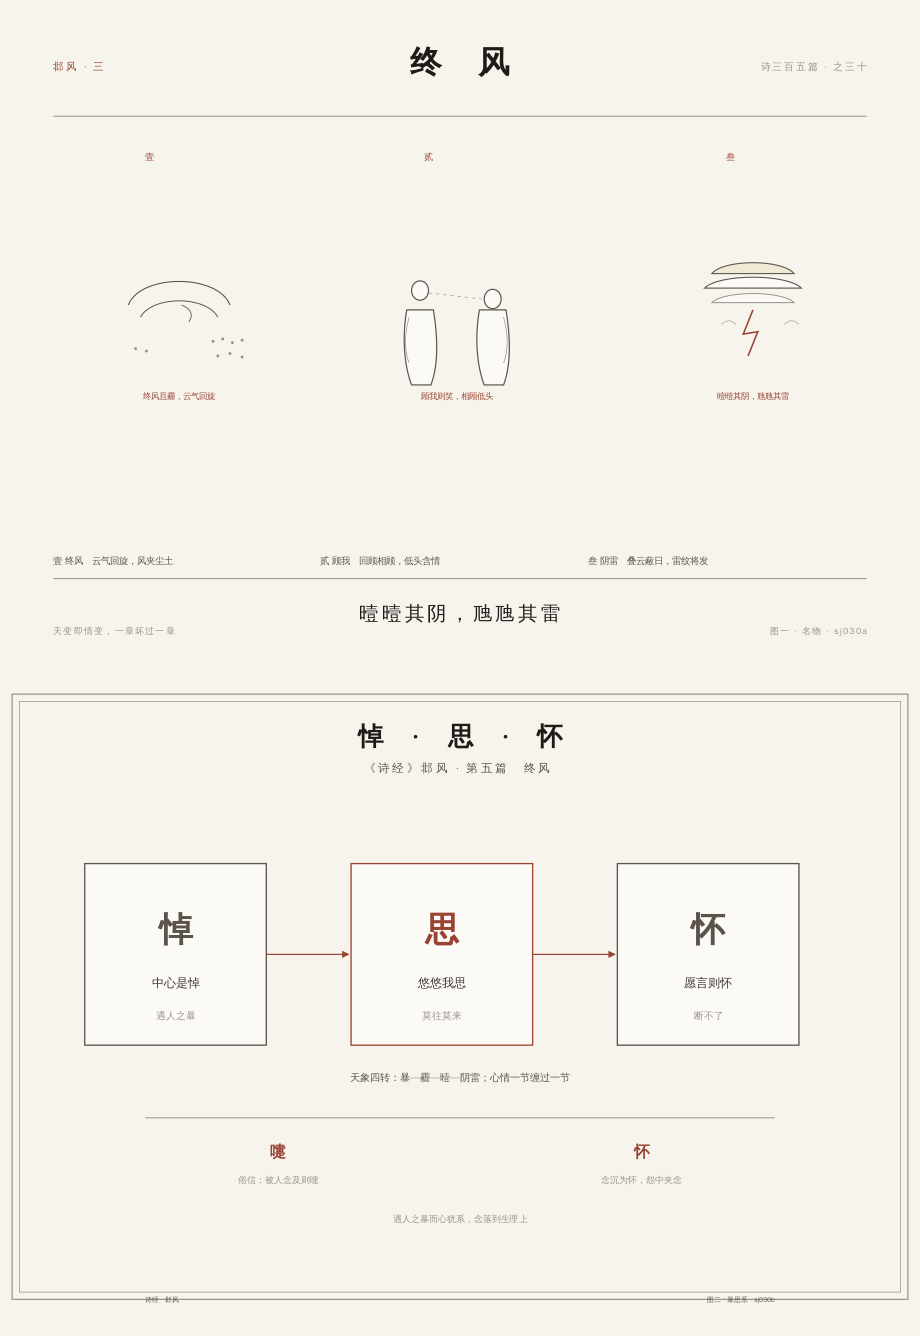 邶风 · 三
终 风
诗三百五篇 · 之三十
壹
贰
叁
终风且霾，云气回旋
顾我则笑，相顾低头
曀曀其阴，虺虺其雷
壹 终风　云气回旋，风夹尘土
贰 顾我　回顾相顾，低头含情
叁 阴雷　叠云蔽日，雷纹将发
曀曀其阴，虺虺其雷
天变即情变，一章坏过一章
图一 · 名物 · sj030a
悼 · 思 · 怀
《诗经》邶风 · 第五篇　终风
悼
中心是悼
遇人之暴
思
悠悠我思
莫往莫来
怀
愿言则怀
断不了
天象四转：暴—霾—曀—阴雷；心情一节缠过一节
嚏
俗信：被人念及则嚏
怀
念沉为怀，怨中夹念
遇人之暴而心犹系，念落到生理上
诗经 · 邶风
图二 · 暴思系 · sj030b